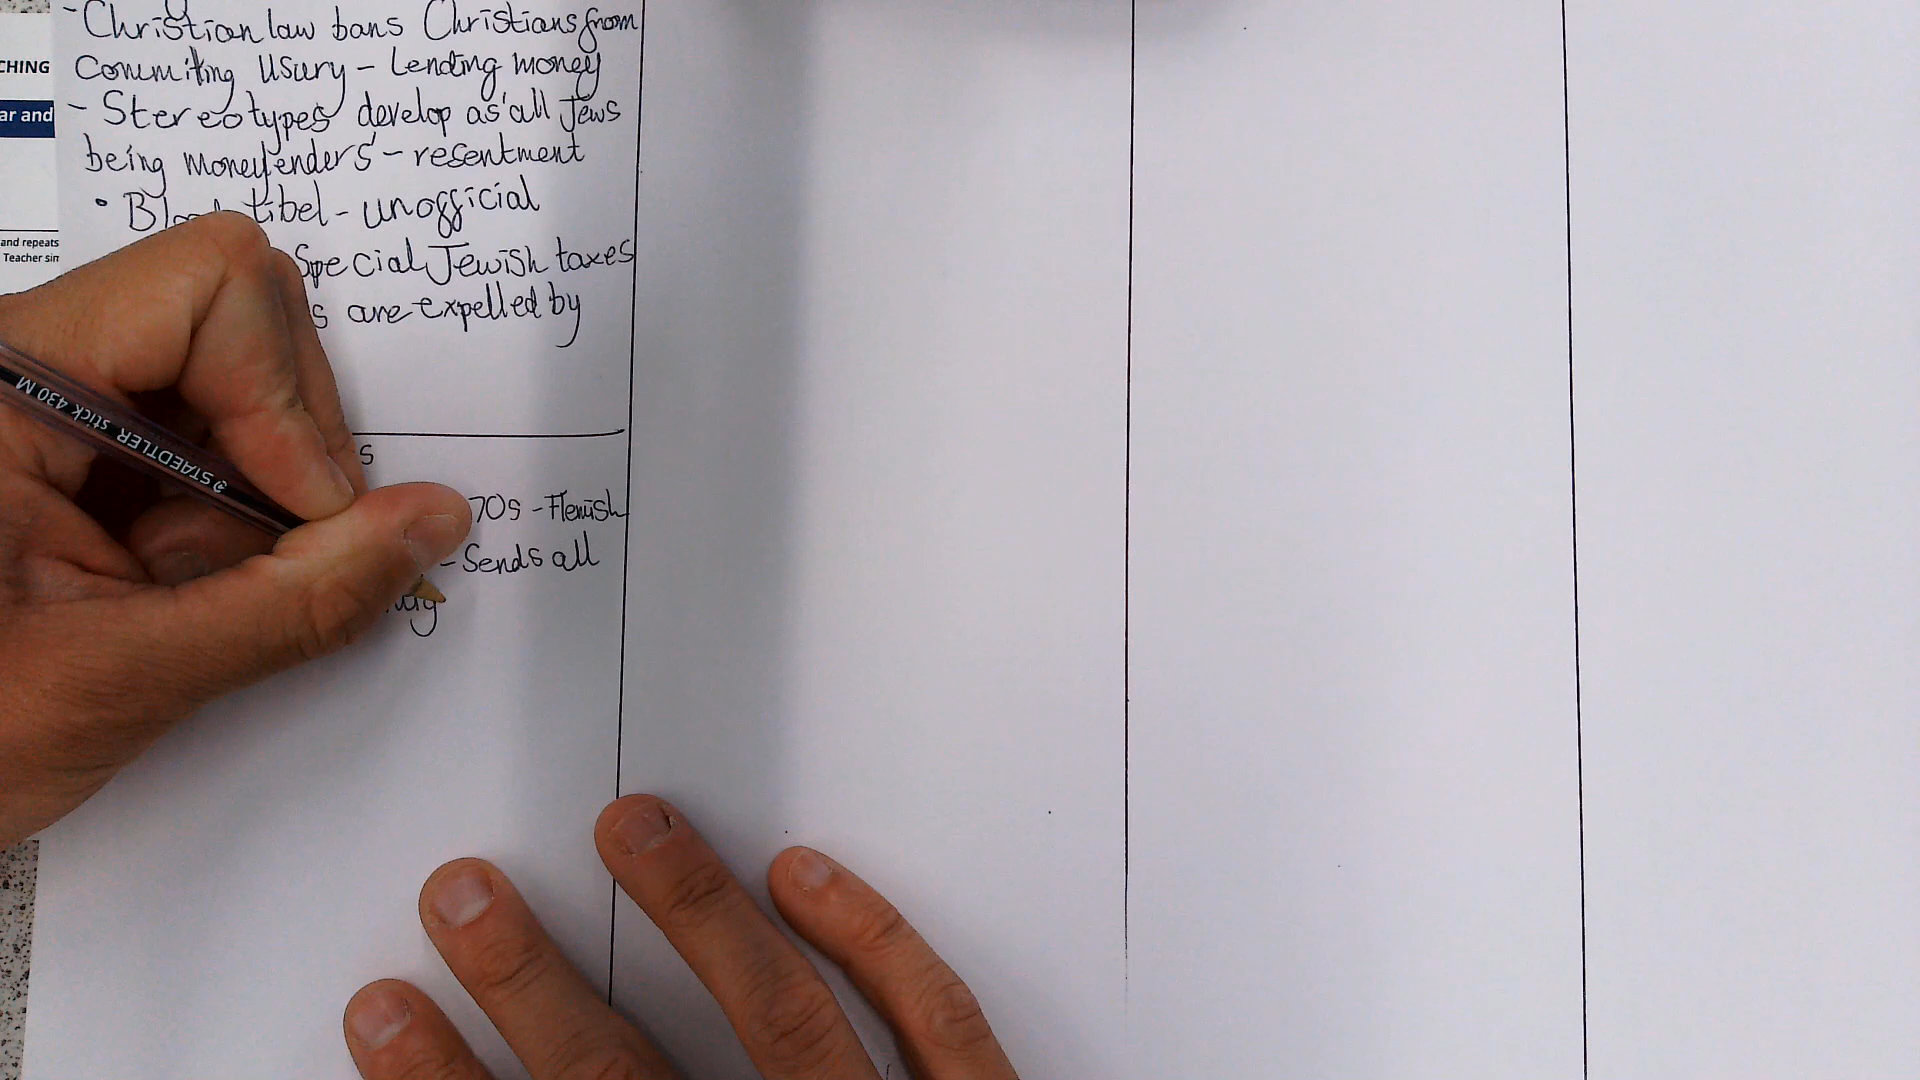 - Christian law bans Christians from
Commiting Usury - Lending money
- Stereotypes develop as 'all Jews
being moneylenders' - resentment
• Blood Libel - unofficial
Special Jewish taxes
are expelled by
70s - Flemish
- Sends all
CHING
ar and
and repeats
Teacher sim
STAEDTLER stick 430 M